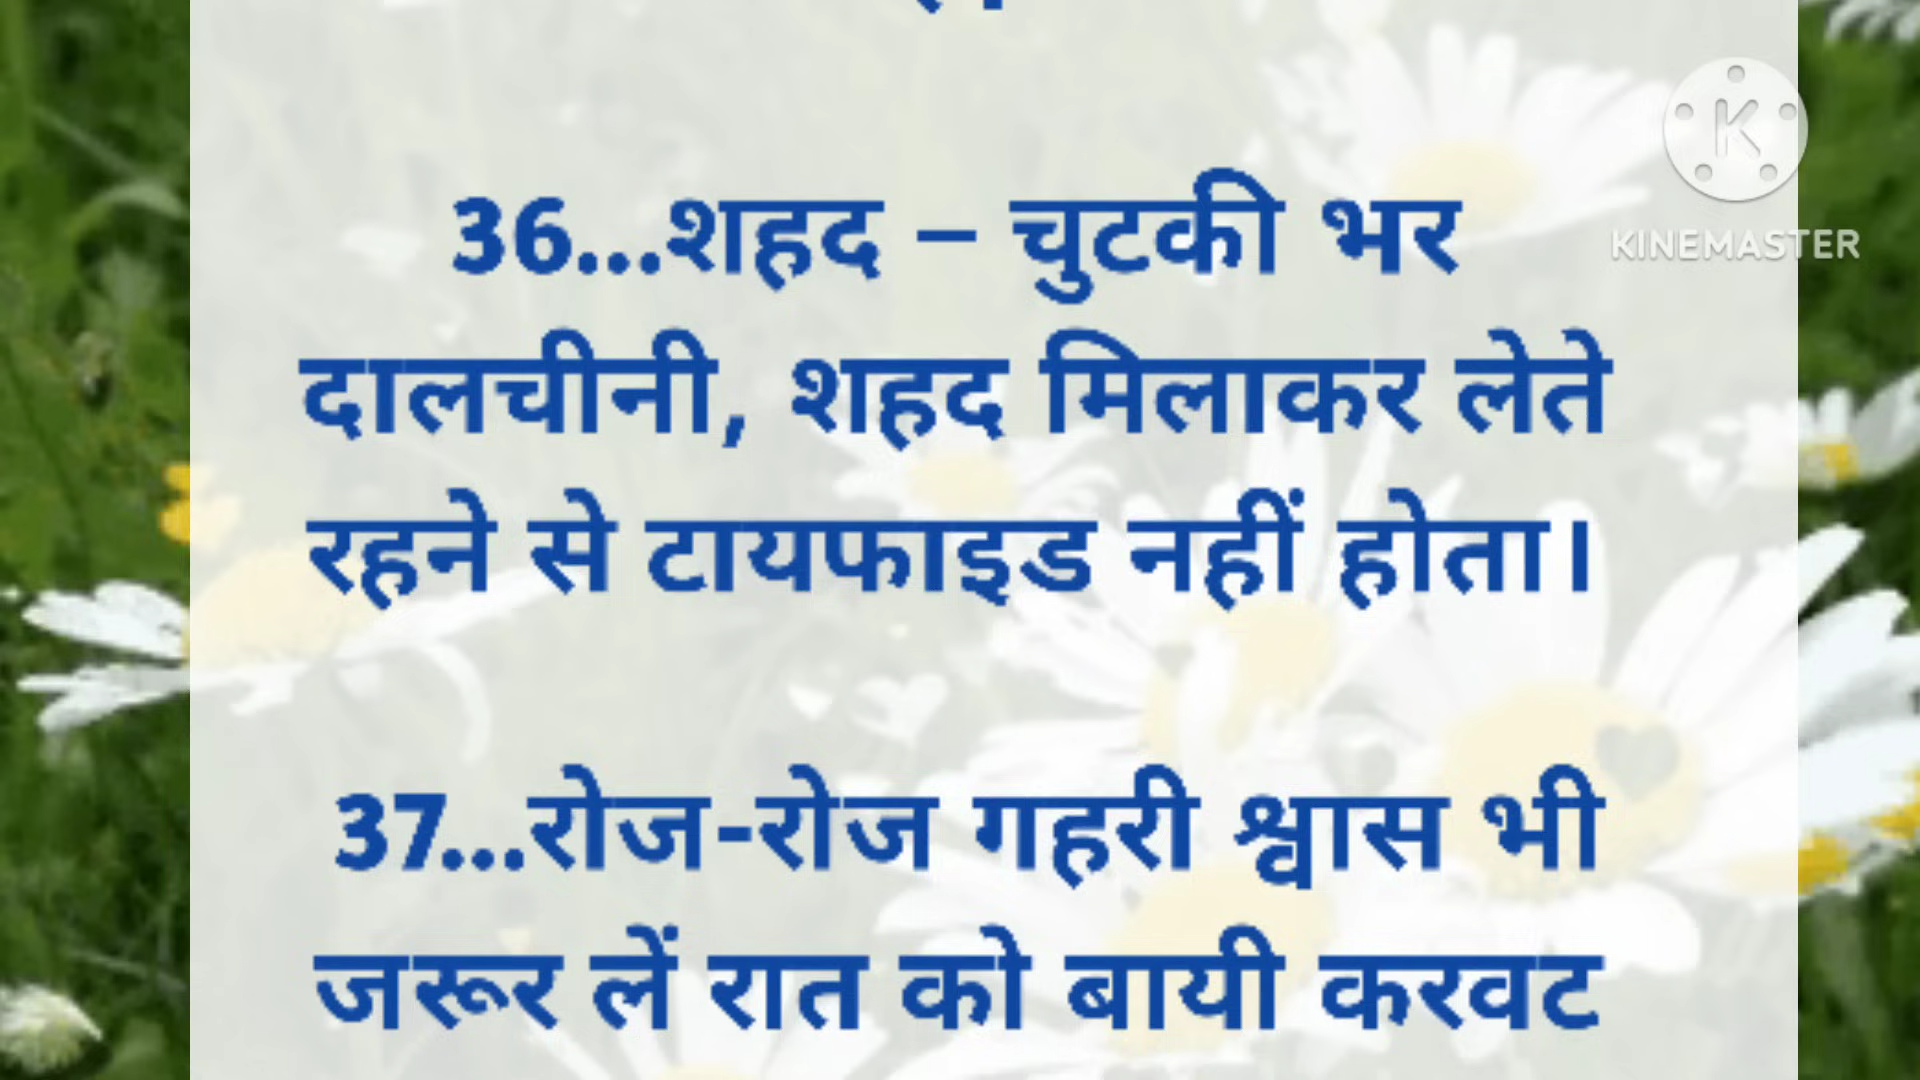 36...शहद – चुटकी भर
दालचीनी, शहद मिलाकर लेते
रहने से टायफाइड नहीं होता।
37...रोज-रोज गहरी श्वास भी
जरूर लें रात को बायी करवट
K
KINEMASTER